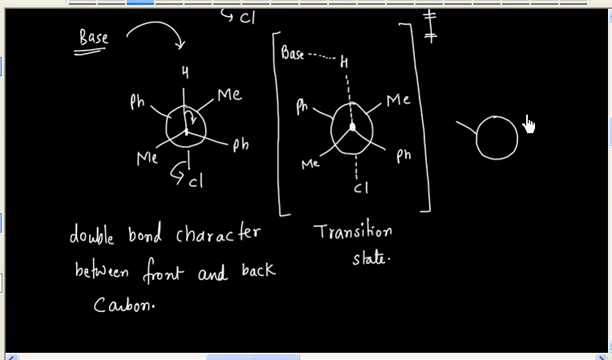 Cl
Base
Base H
H
Ph Me
Ph Me
Me Ph
Me Ph
Cl
Cl
double bond character
between front and back
Carbon.
Transition
state.